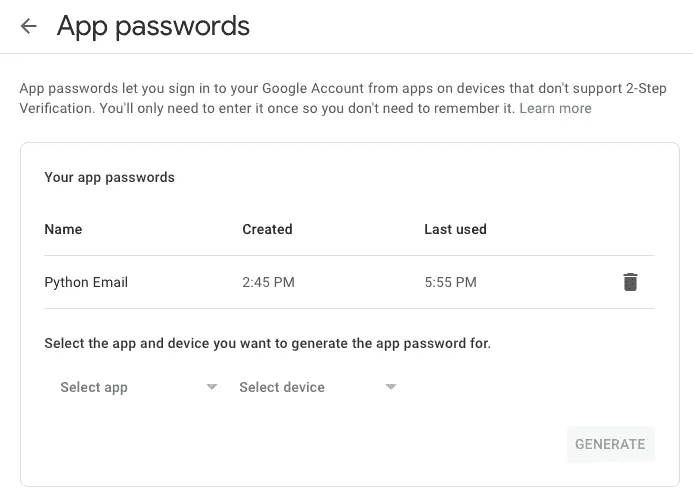 App passwords
App passwords let you sign in to your Google Account from apps on devices that don't support 2-Step
Verification. You'll only need to enter it once so you don't need to remember it. Learn more
Your app passwords
Name Created Last used
Python Email 2:45 PM 5:55 PM
Select the app and device you want to generate the app password for.
Select app Select device
GENERATE